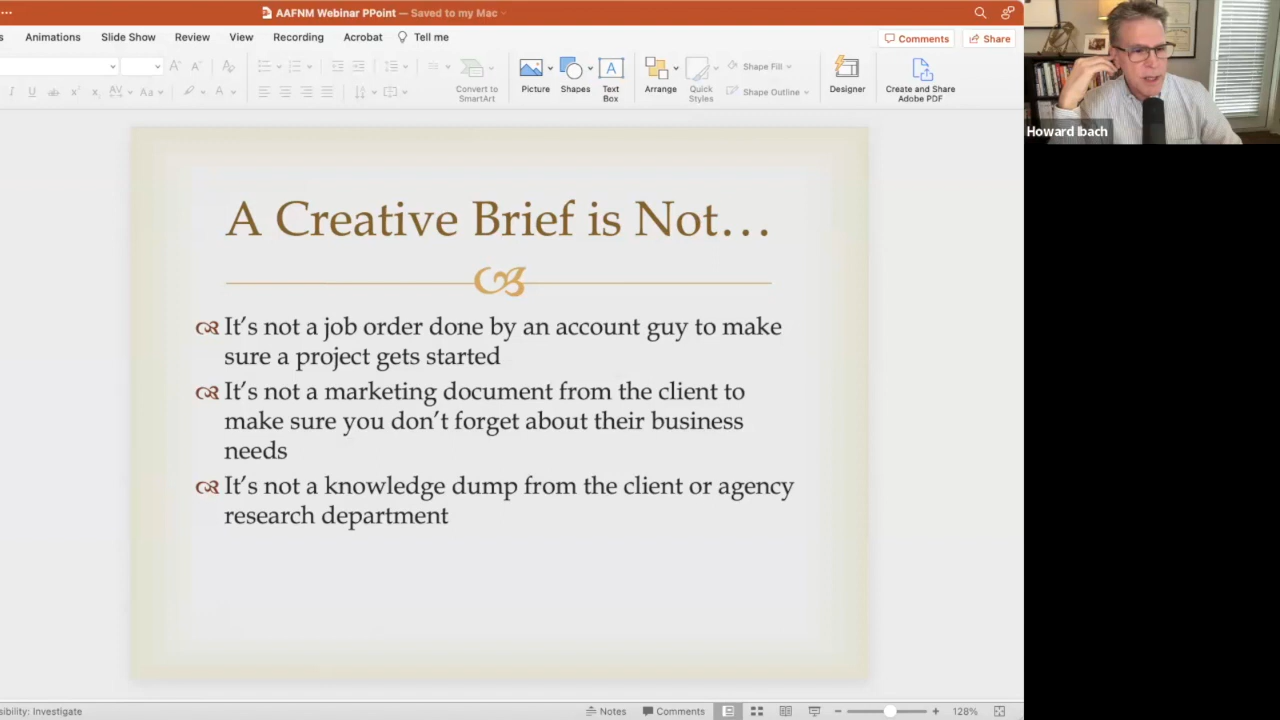 AAFNM Webinar PPoint — Saved to my Mac
Animations Slide Show Review View Recording Acrobat Tell me
Comments Share
Convert to SmartArt
Picture Shapes Text Box Arrange Quick Styles Shape Fill Shape Outline Designer Create and Share Adobe PDF
Howard Ibach
A Creative Brief is Not…
It’s not a job order done by an account guy to make
sure a project gets started
It’s not a marketing document from the client to
make sure you don’t forget about their business
needs
It’s not a knowledge dump from the client or agency
research department
sibility: Investigate Notes Comments 128%